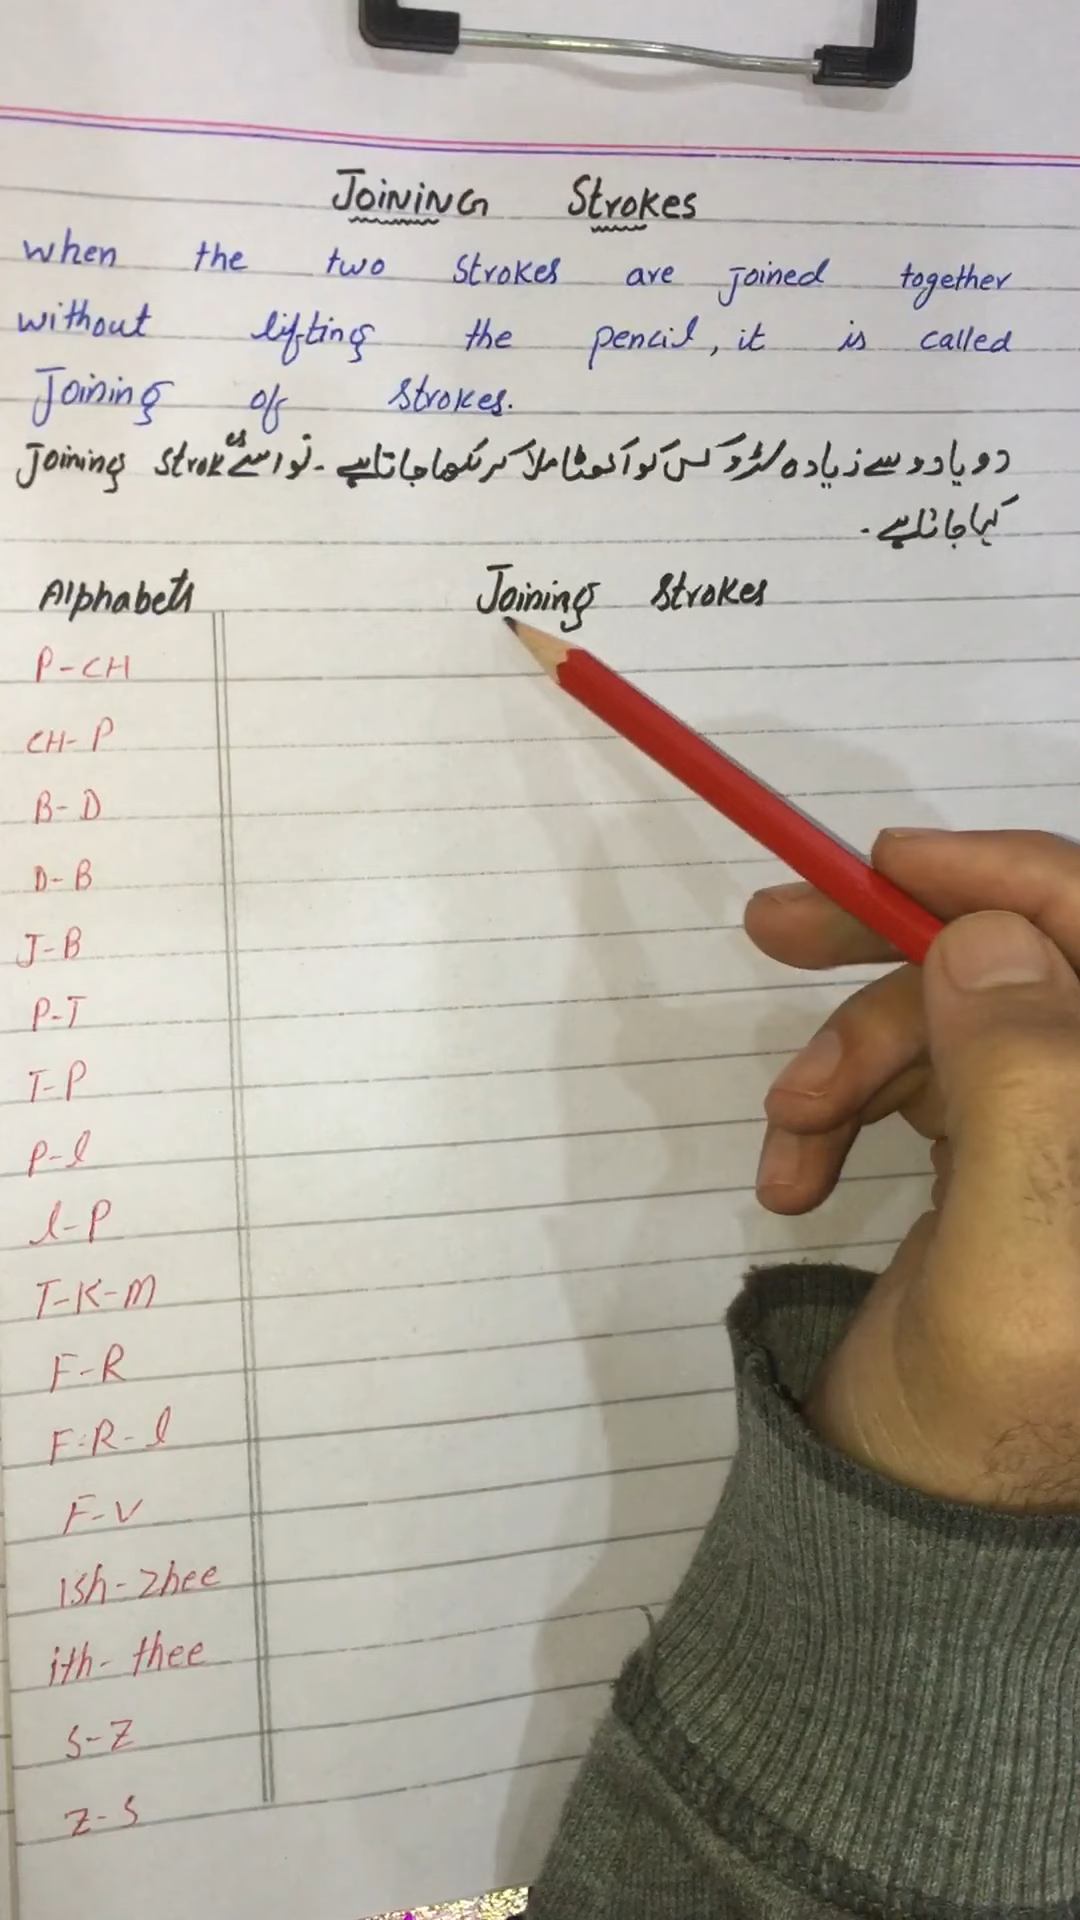 Joining Strokes
when the two strokes are joined together
without lifting the pencil, it is called
Joining of strokes.
دو یا دو سے زیادہ سٹروکس کو اکھٹا ملا کر لکھا جاتا ہے۔ تو اسے Joining Strokes
کہا جاتا ہے۔
Alphabets Joining Strokes
P-CH
CH-P
B-D
D-B
J-B
P-T
T-P
P-l
l-P
T-K-M
F-R
F-R-l
F-V
ish-zhee
ith-thee
S-Z
Z-S